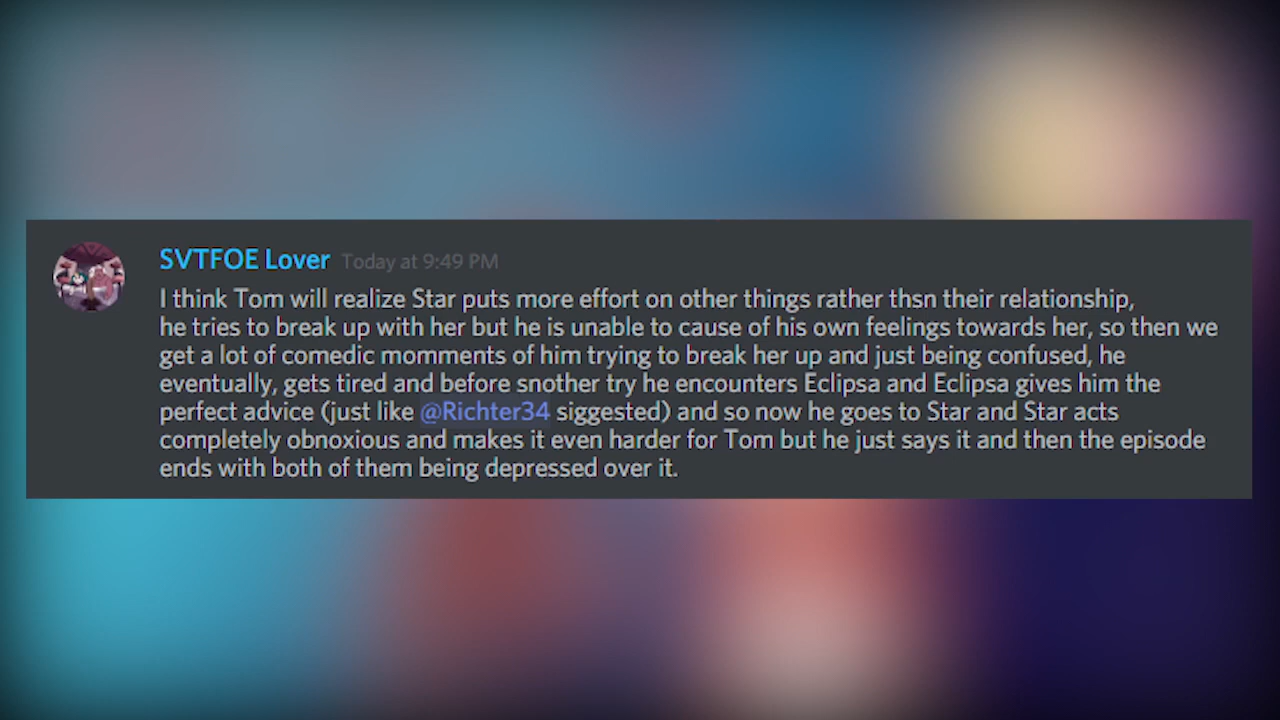 SVTFOE Lover Today at 9:49 PM
I think Tom will realize Star puts more effort on other things rather thsn their relationship,
he tries to break up with her but he is unable to cause of his own feelings towards her, so then we
get a lot of comedic momments of him trying to break her up and just being confused, he
eventually, gets tired and before snother try he encounters Eclipsa and Eclipsa gives him the
perfect advice (just like @Richter34 siggested) and so now he goes to Star and Star acts
completely obnoxious and makes it even harder for Tom but he just says it and then the episode
ends with both of them being depressed over it.